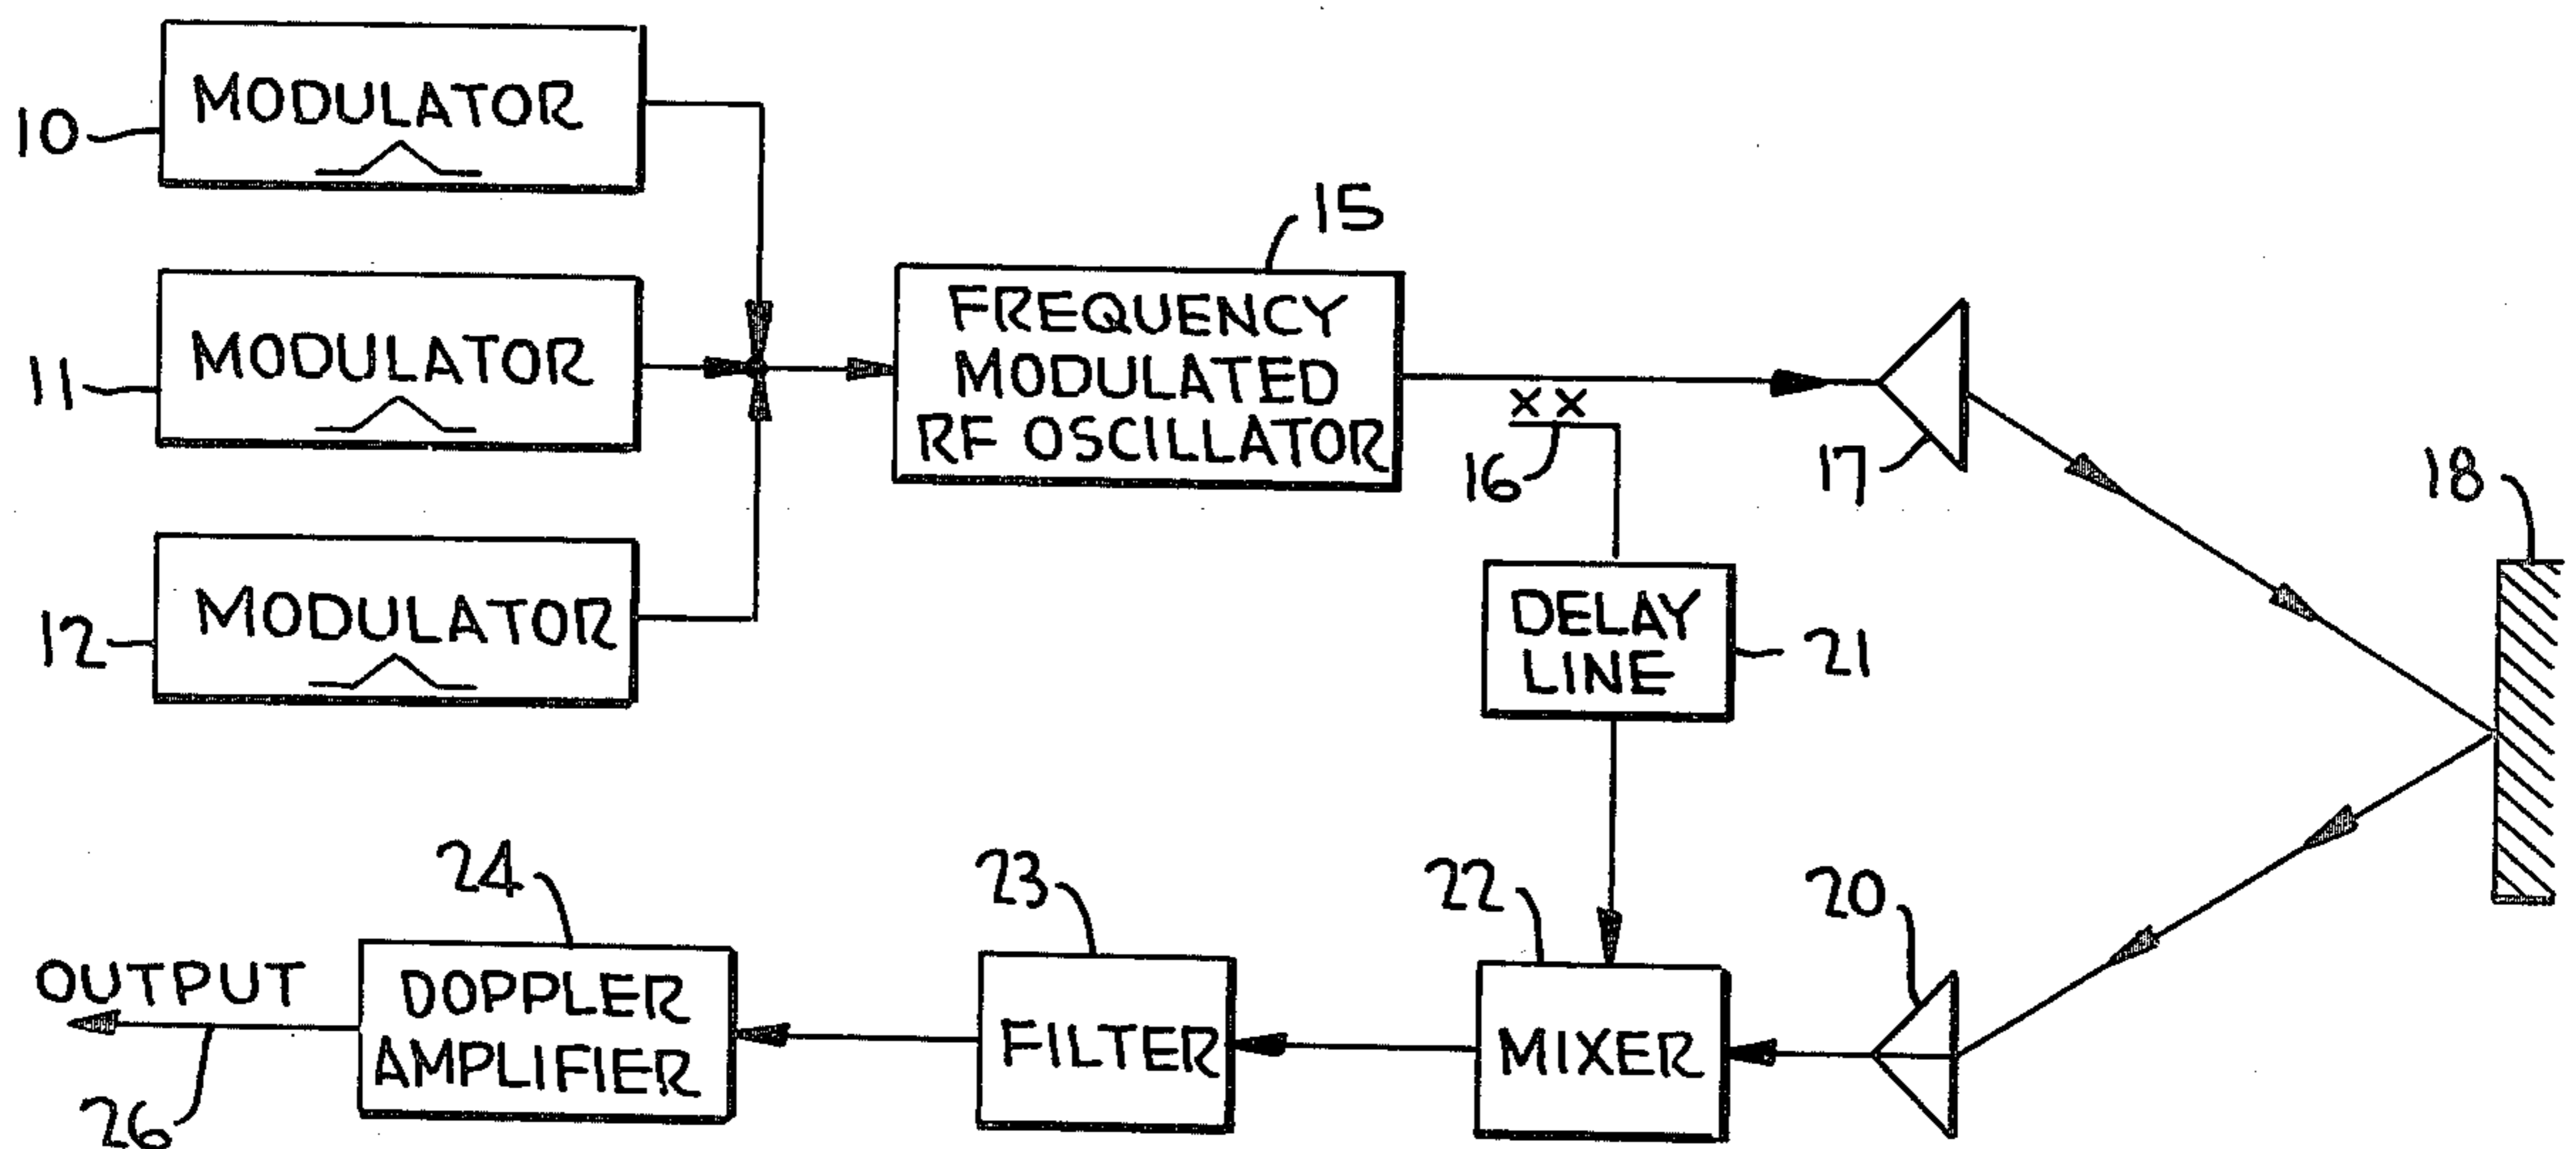 MODULATOR
10
MODULATOR
11
MODULATOR
12
15
FREQUENCY
MODULATED
RF OSCILLATOR
XX
16
17
18
DELAY
LINE
21
20
22
MIXER
23
FILTER
24
DOPPLER
AMPLIFIER
OUTPUT
26